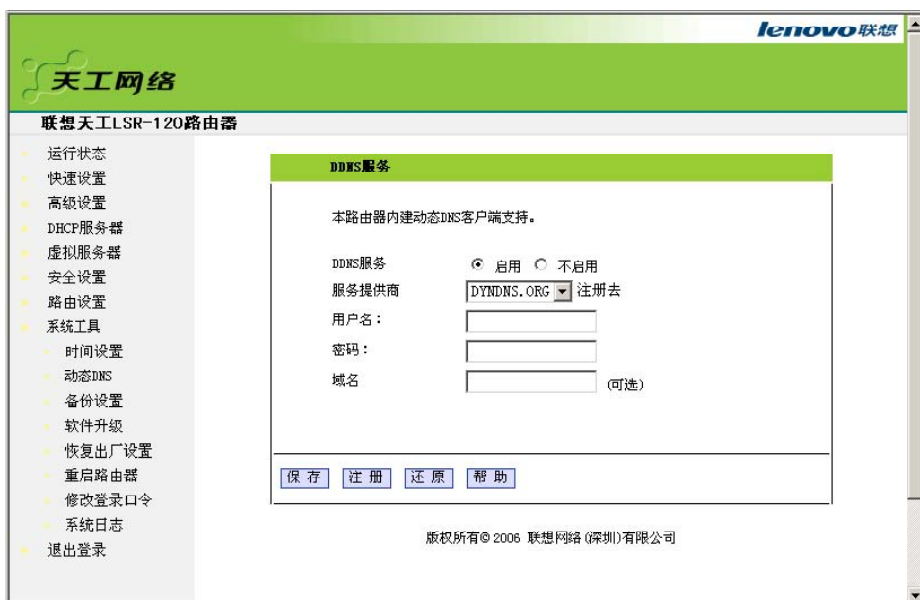 lenovo联想
天工网络
联想天工LSR-120路由器
运行状态
快速设置
高级设置
DHCP服务器
虚拟服务器
安全设置
路由设置
系统工具
时间设置
动态DNS
备份设置
软件升级
恢复出厂设置
重启路由器
修改登录口令
系统日志
退出登录
DDNS服务
本路由器内建动态DNS客户端支持。
DDNS服务 启用 不启用
服务提供商 DYNDNS.ORG 注册去
用户名：
密码：
域名 (可选)
保存 注册 还原 帮助
版权所有© 2006 联想网络(深圳)有限公司